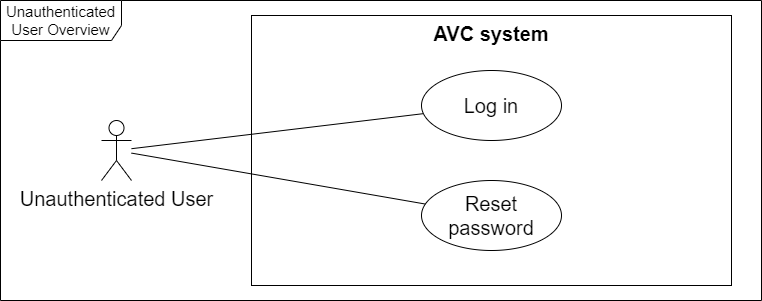 Unauthenticated
User Overview
AVC system
Log in
Unauthenticated User
Reset
password